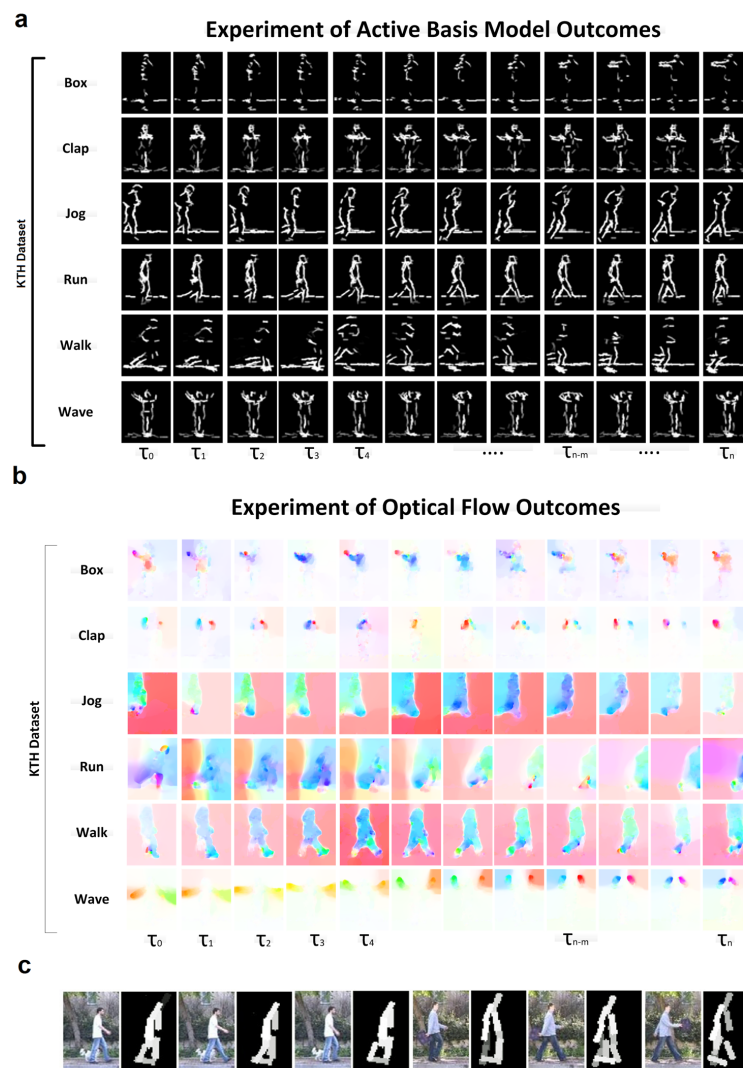 a
Experiment of Active Basis Model Outcomes
KTH Dataset
Box
Clap
Jog
Run
Walk
Wave
τ0 τ1 τ2 τ3 τ4 .... τn-m .... τn
b
Experiment of Optical Flow Outcomes
KTH Dataset
Box
Clap
Jog
Run
Walk
Wave
τ0 τ1 τ2 τ3 τ4 τn-m τn
c